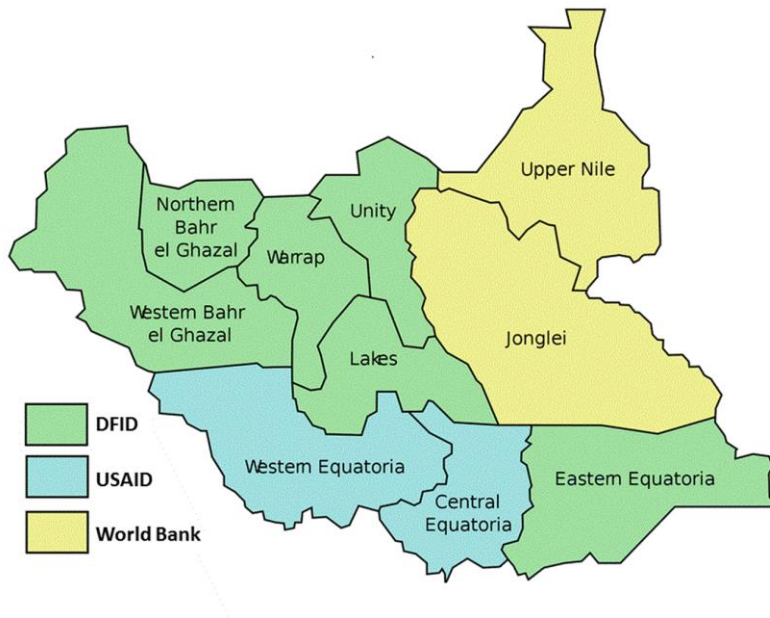 Upper Nile
Northern
Bahr
el Ghazal
Unity
Warrap
Western Bahr
el Ghazal
Jonglei
Lakes
DFID
USAID
World Bank
Western Equatoria
Central
Equatoria
Eastern Equatoria